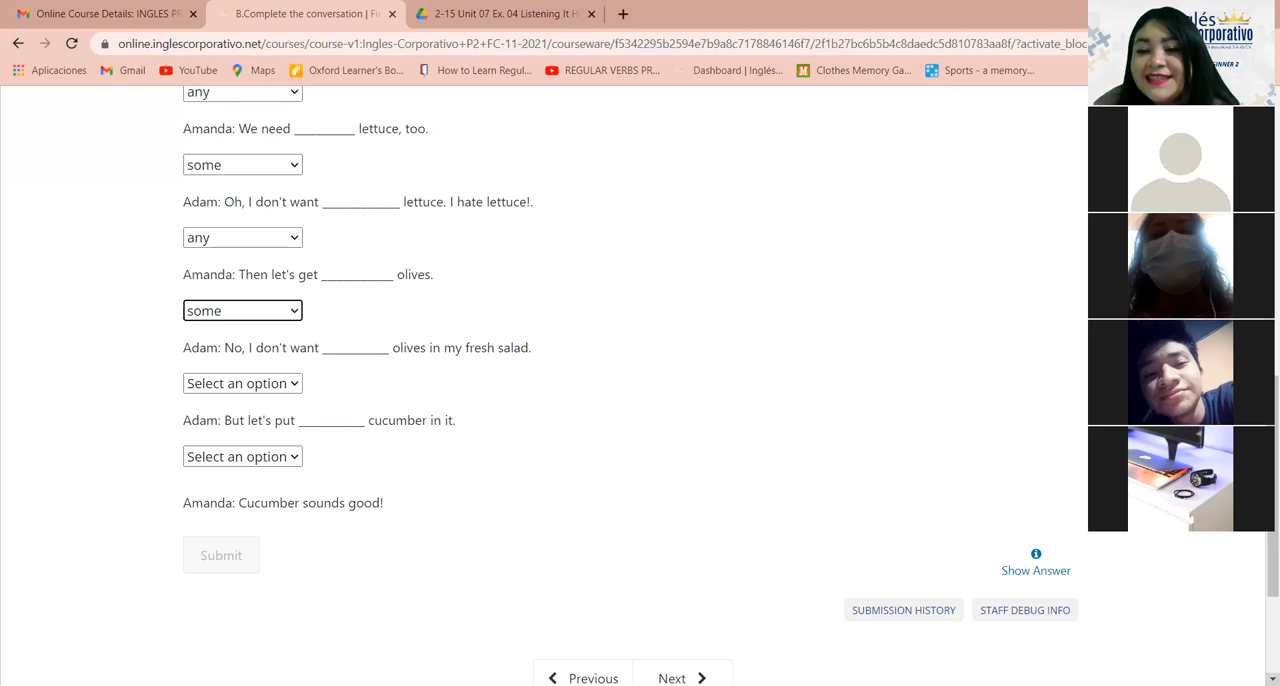 Online Course Details: INGLES PR
B.Complete the conversation | Fi
2-15 Unit 07 Ex. 04 Listening It H
online.inglescorporativo.net/courses/course-v1:Ingles-Corporativo+P2+FC-11-2021/courseware/f5342295b2594e7b9a8c7178846146f7/2f1b27bc6b5b4c8daedc5d810783aa8f/?activate_bloc
Aplicaciones
Gmail
YouTube
Maps
Oxford Learner's Bo...
How to Learn Regul...
REGULAR VERBS PR...
Dashboard | Inglés...
Clothes Memory Ga...
Sports - a memory...
any
Amanda: We need __________ lettuce, too.
some
Adam: Oh, I don't want _____________ lettuce. I hate lettuce!.
any
Amanda: Then let's get ____________ olives.
some
Adam: No, I don't want ___________ olives in my fresh salad.
Select an option
Adam: But let's put ___________ cucumber in it.
Select an option
Amanda: Cucumber sounds good!
Submit
Show Answer
SUBMISSION HISTORY
STAFF DEBUG INFO
Previous
Next